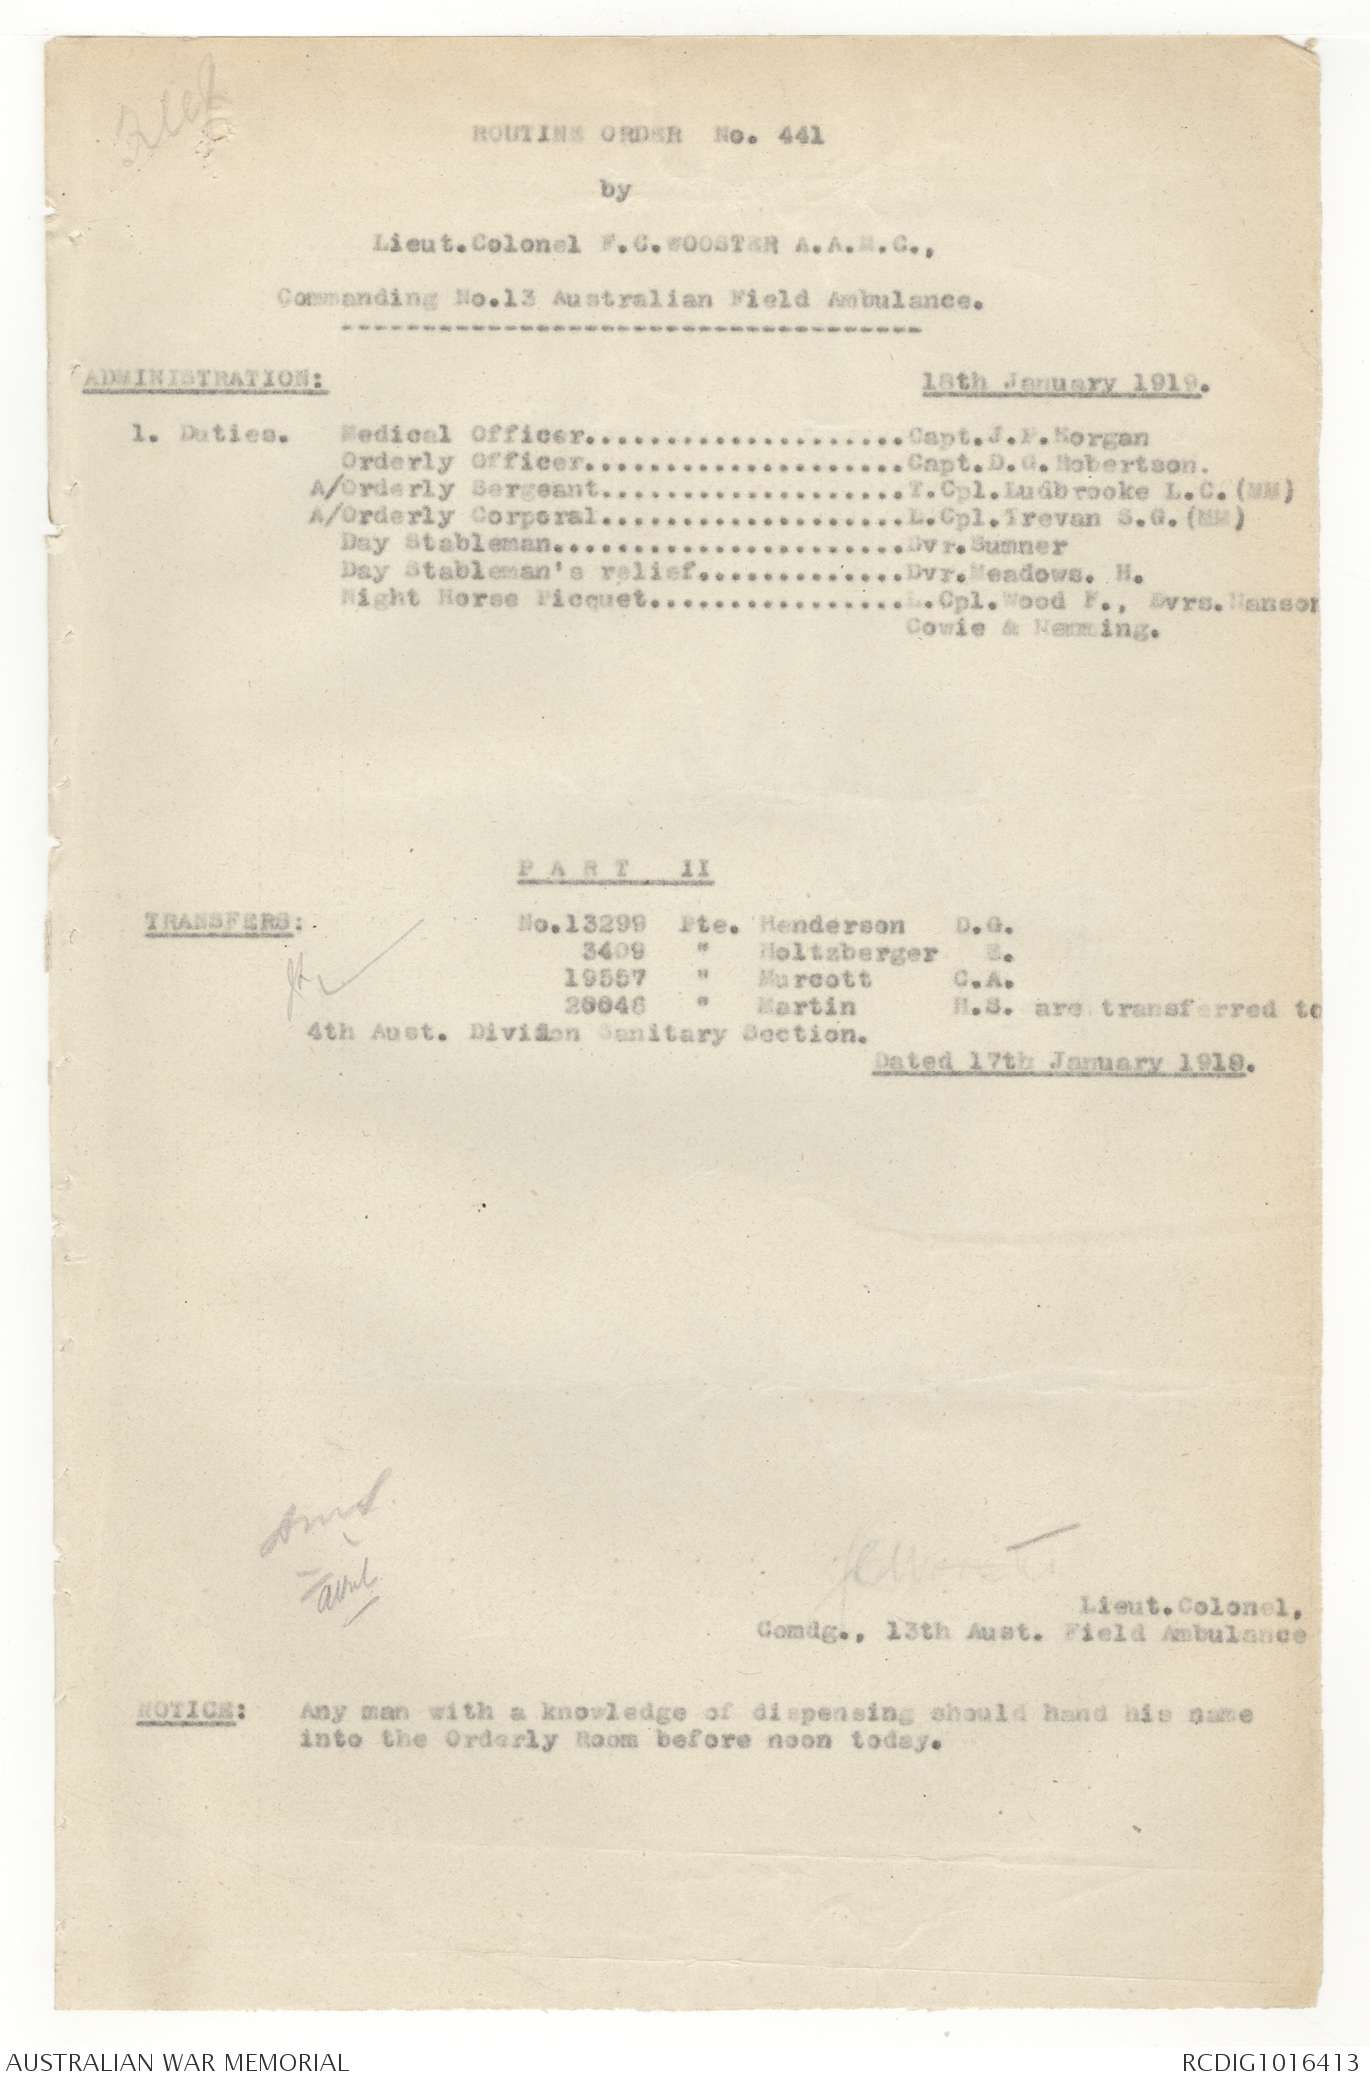 ROUTINE ORDER No. 441
by
Lieut.Colonel F.C.WOOSTER A.A.M.C.,
Commanding No.13 Australian Field Ambulance.
ADMINISTRATION: 18th January 1919.
1. Duties. Medical Officer....................Capt.J.F.Morgan
Orderly Officer....................Capt.D.G.Robertson.
A/Orderly Sergeant...................T.Cpl.Ludbrooke L.C.(MM)
A/Orderly Corporal...................L.Cpl.Trevan S.G.(MM)
Day Stableman......................Dvr.Sumner
Day Stableman's relief.............Dvr.Meadows. H.
Night Horse Picquet................L.Cpl.Wood F., Dvrs.Hanson
Cowie & Hemming.
P A R T II
TRANSFERS: No.13299 Pte. Henderson D.G.
3409 " Holtzberger E.
19557 " Murcott C.A.
20046 " Martin H.S. are transferred to
4th Aust. Division Sanitary Section.
Dated 17th January 1919.
Lieut.Colonel,
Comdg., 13th Aust. Field Ambulance
NOTICE: Any man with a knowledge of dispensing should hand his name
into the Orderly Room before noon today.
AUSTRALIAN WAR MEMORIAL RCDIG1016413